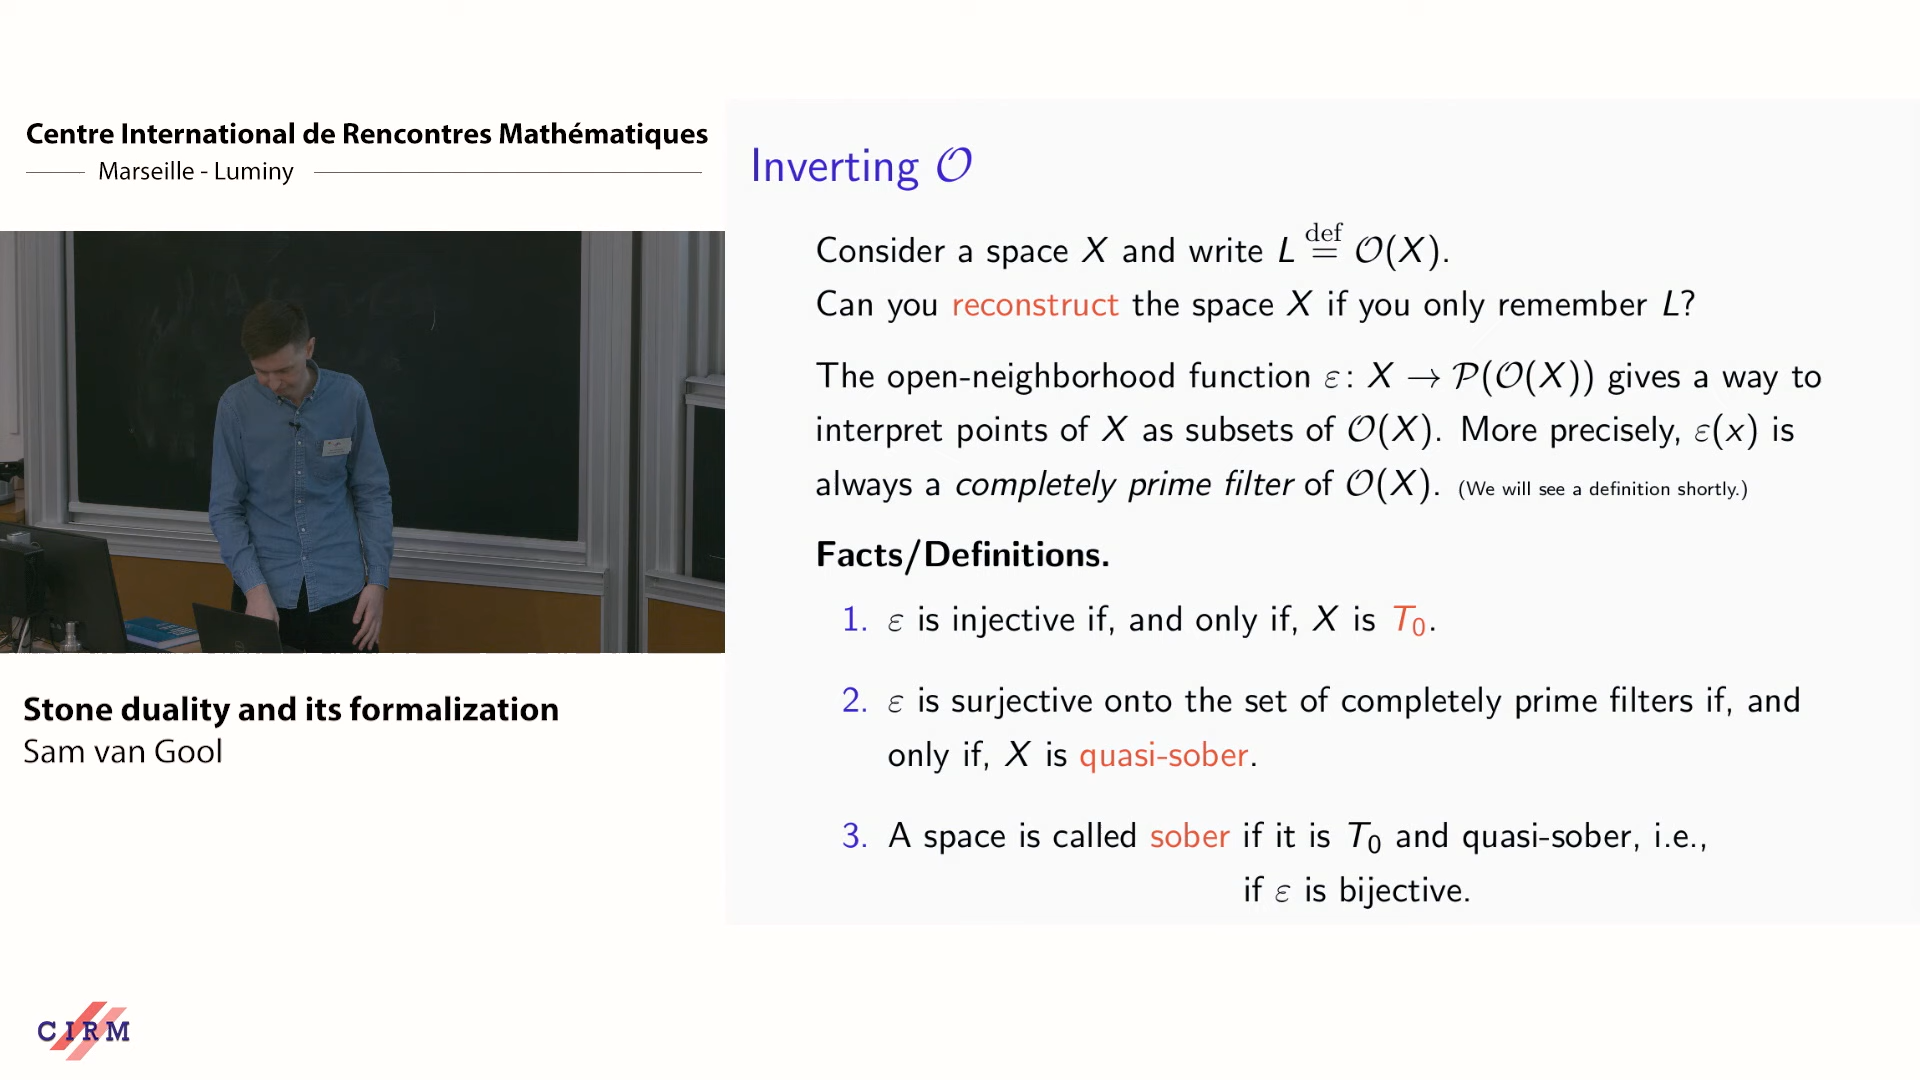 Centre International de Rencontres Mathématiques
Marseille - Luminy
Stone duality and its formalization
Sam van Gool
CIRM
Inverting 𝒪
Consider a space X and write L def= 𝒪(X).
Can you reconstruct the space X if you only remember L?
The open-neighborhood function ε: X → 𝒫(𝒪(X)) gives a way to
interpret points of X as subsets of 𝒪(X). More precisely, ε(x) is
always a completely prime filter of 𝒪(X). (We will see a definition shortly.)
Facts/Definitions.
1. ε is injective if, and only if, X is T₀.
2. ε is surjective onto the set of completely prime filters if, and
only if, X is quasi-sober.
3. A space is called sober if it is T₀ and quasi-sober, i.e.,
if ε is bijective.